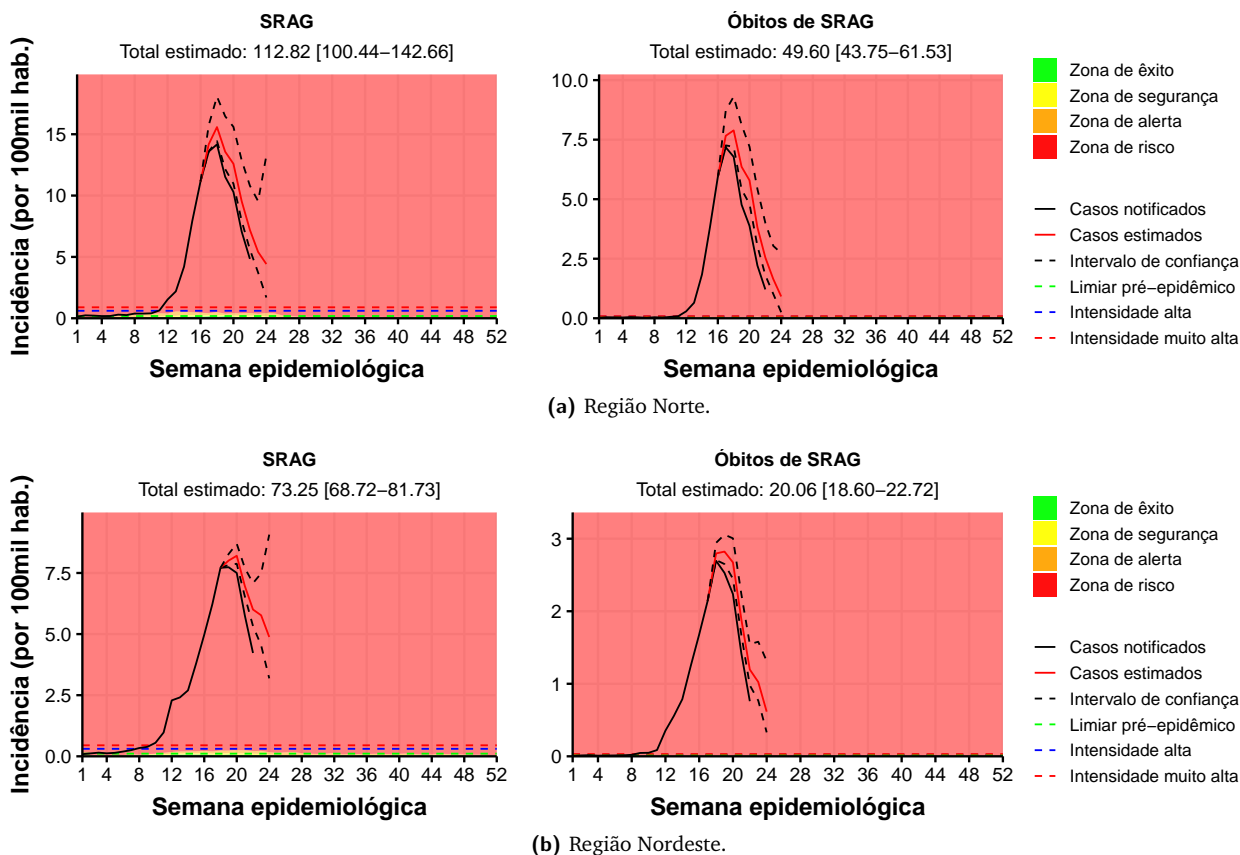 SRAG
Total estimado: 112.82 [100.44–142.66]
Óbitos de SRAG
Total estimado: 49.60 [43.75–61.53]
Incidência (por 100mil hab.)
15
10
5
0
1 4 8 12 16 20 24 28 32 36 40 44 48 52
Semana epidemiológica
10.0
7.5
5.0
2.5
0.0
1 4 8 12 16 20 24 28 32 36 40 44 48 52
Semana epidemiológica
Zona de êxito
Zona de segurança
Zona de alerta
Zona de risco
Casos notificados
Casos estimados
Intervalo de confiança
Limiar pré−epidêmico
Intensidade alta
Intensidade muito alta
(a) Região Norte.
SRAG
Total estimado: 73.25 [68.72–81.73]
Óbitos de SRAG
Total estimado: 20.06 [18.60–22.72]
Incidência (por 100mil hab.)
7.5
5.0
2.5
0.0
1 4 8 12 16 20 24 28 32 36 40 44 48 52
Semana epidemiológica
3
2
1
0
1 4 8 12 16 20 24 28 32 36 40 44 48 52
Semana epidemiológica
Zona de êxito
Zona de segurança
Zona de alerta
Zona de risco
Casos notificados
Casos estimados
Intervalo de confiança
Limiar pré−epidêmico
Intensidade alta
Intensidade muito alta
(b) Região Nordeste.